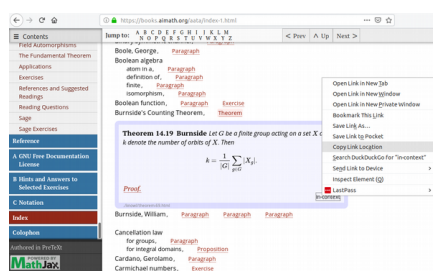 https://books.aimath.org/aata/index-1.html
Contents
Jump to: A B C D E F G H I J K L M
N O P Q R S T U V W X Y Z
< Prev ∧ Up Next >
Field Automorphisms
The Fundamental Theorem
Applications
Exercises
References and Suggested
Readings
Reading Questions
Sage
Sage Exercises
Reference
A GNU Free Documentation
License
B Hints and Answers to
Selected Exercises
C Notation
Index
Colophon
Authored in PreTeXt
POWERED BY
MathJax
Boole, George, Paragraph
Boolean algebra
atom in a, Paragraph
definition of, Paragraph
finite, Paragraph
isomorphism, Paragraph
Boolean function, Paragraph Exercise
Burnside's Counting Theorem, Theorem
Theorem 14.19 Burnside Let G be a finite group acting on a set X
k denote the number of orbits of X. Then
k = 1/|G| ∑ g∈G |X_g|.
Proof.
in-context
Burnside, William, Paragraph Paragraph Paragraph
Cancellation law
for groups, Paragraph
for integral domains, Proposition
Cardano, Gerolamo, Paragraph
Carmichael numbers, Exercise
Open Link in New Tab
Open Link in New Window
Open Link in New Private Window
Bookmark This Link
Save Link As...
Save Link to Pocket
Copy Link Location
Search DuckDuckGo for "in-context"
Send Link to Device
Inspect Element (Q)
LastPass